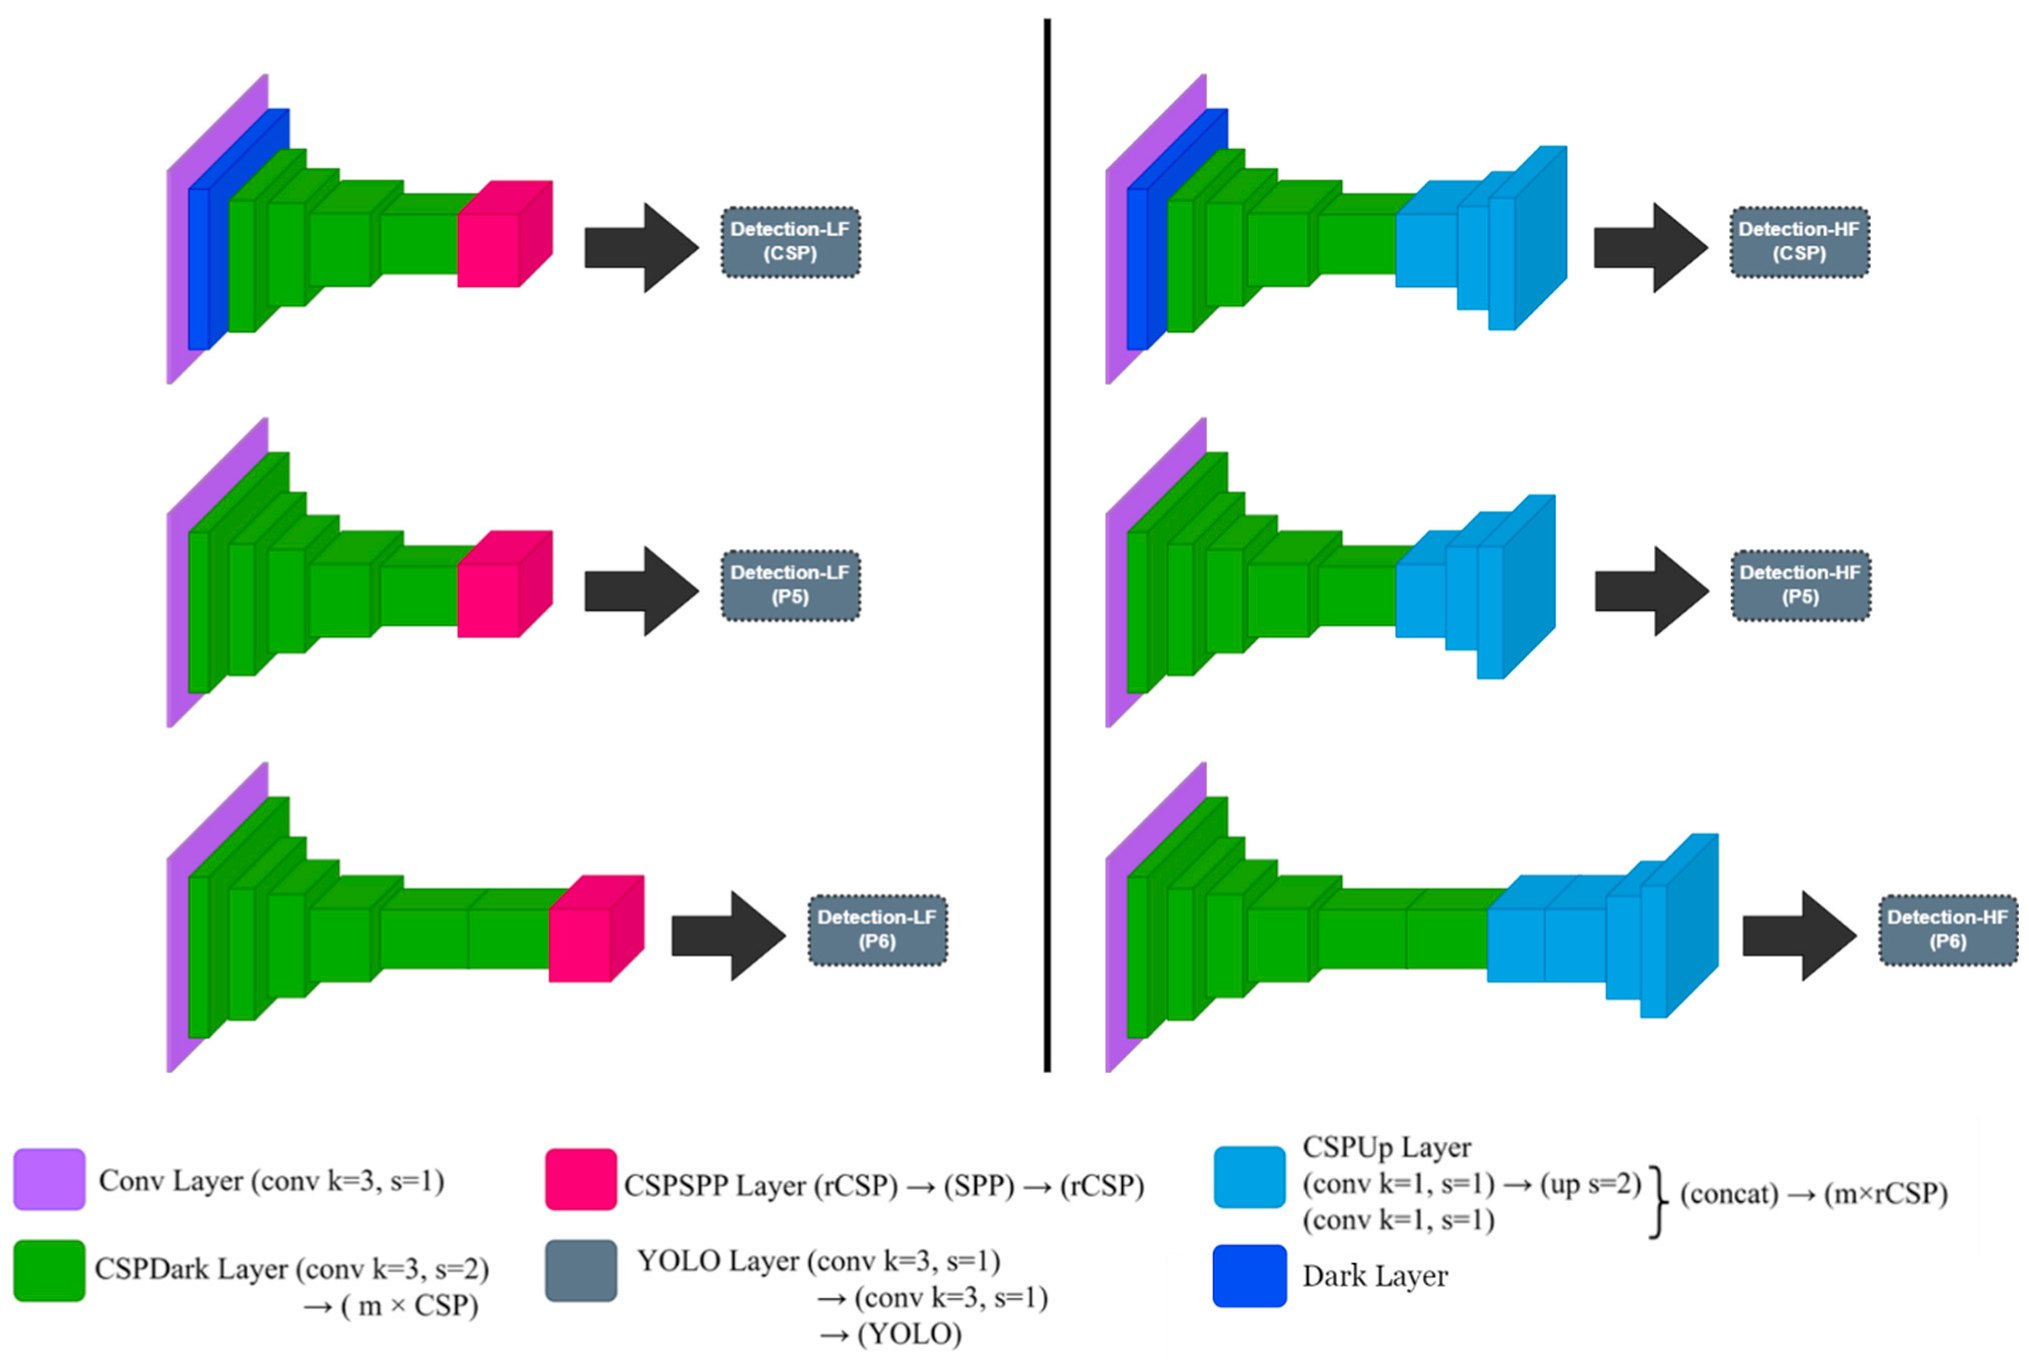 Detection-LF
(CSP)
Detection-HF
(CSP)
Detection-LF
(P5)
Detection-HF
(P5)
Detection-LF
(P6)
Detection-HF
(P6)
Conv Layer (conv k=3, s=1)
CSPDark Layer (conv k=3, s=2)
→ ( m × CSP)
CSPSPP Layer (rCSP) → (SPP) → (rCSP)
YOLO Layer (conv k=3, s=1)
→ (conv k=3, s=1)
→ (YOLO)
CSPUp Layer
(conv k=1, s=1) → (up s=2)
(conv k=1, s=1)
} (concat) → (m×rCSP)
Dark Layer